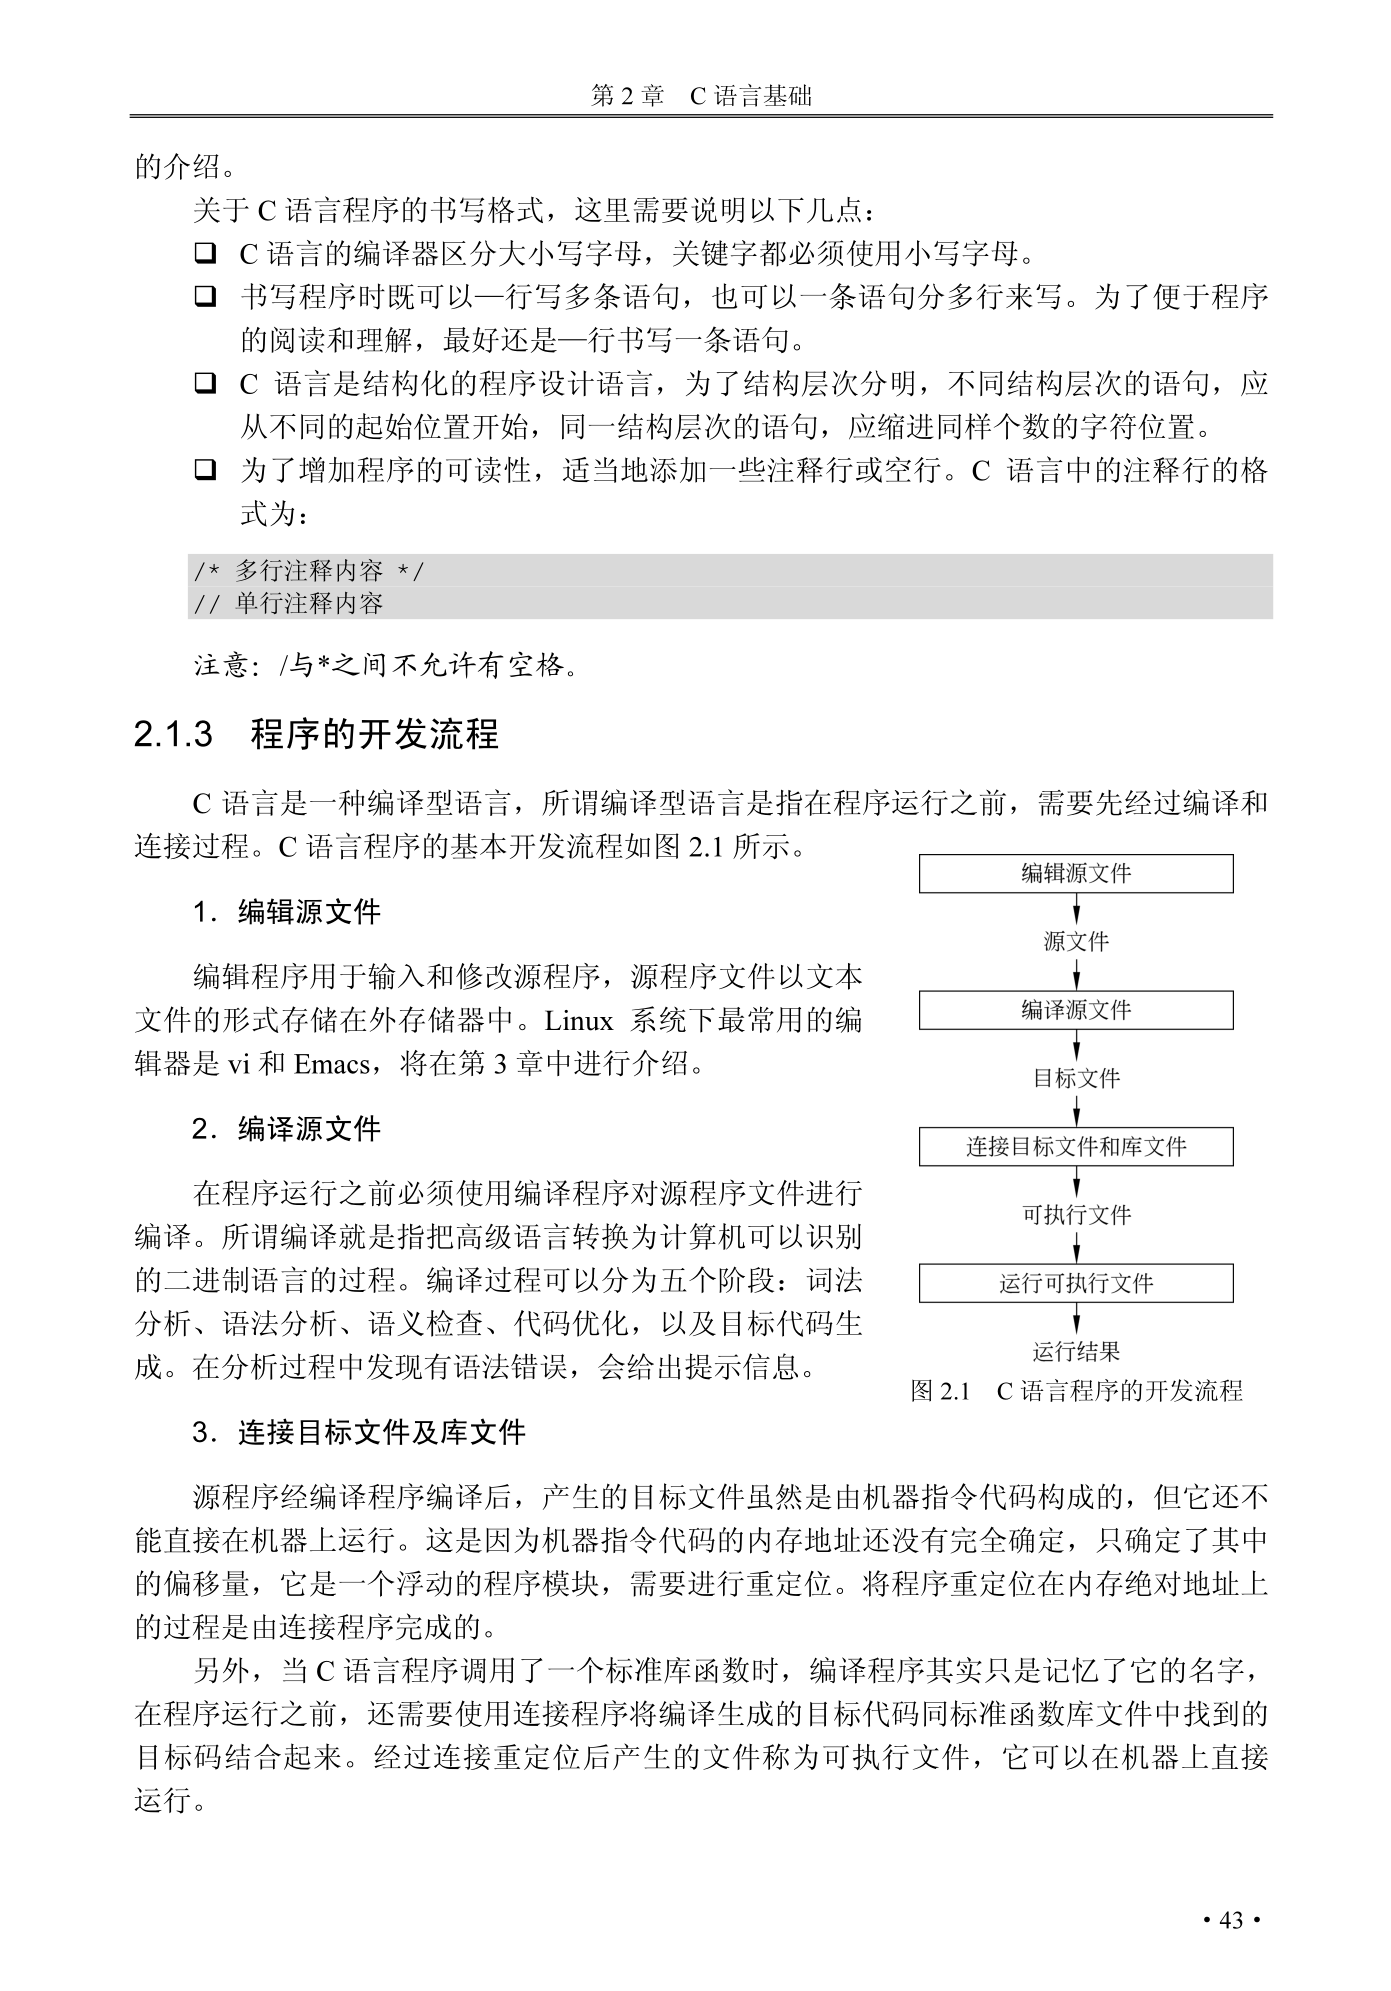 第 2 章 C 语言基础
的介绍。
关于 C 语言程序的书写格式，这里需要说明以下几点：
❑ C 语言的编译器区分大小写字母，关键字都必须使用小写字母。
❑ 书写程序时既可以—行写多条语句，也可以一条语句分多行来写。为了便于程序
的阅读和理解，最好还是—行书写一条语句。
❑ C 语言是结构化的程序设计语言，为了结构层次分明，不同结构层次的语句，应
从不同的起始位置开始，同一结构层次的语句，应缩进同样个数的字符位置。
❑ 为了增加程序的可读性，适当地添加一些注释行或空行。C 语言中的注释行的格
式为：
/* 多行注释内容 */
// 单行注释内容
注意：/与*之间不允许有空格。
2.1.3 程序的开发流程
C 语言是一种编译型语言，所谓编译型语言是指在程序运行之前，需要先经过编译和
连接过程。C 语言程序的基本开发流程如图 2.1 所示。
1．编辑源文件
编辑程序用于输入和修改源程序，源程序文件以文本
文件的形式存储在外存储器中。Linux 系统下最常用的编
辑器是 vi 和 Emacs，将在第 3 章中进行介绍。
2．编译源文件
在程序运行之前必须使用编译程序对源程序文件进行
编译。所谓编译就是指把高级语言转换为计算机可以识别
的二进制语言的过程。编译过程可以分为五个阶段：词法
分析、语法分析、语义检查、代码优化，以及目标代码生
成。在分析过程中发现有语法错误，会给出提示信息。
编辑源文件
源文件
编译源文件
目标文件
连接目标文件和库文件
可执行文件
运行可执行文件
运行结果
图 2.1 C 语言程序的开发流程
3．连接目标文件及库文件
源程序经编译程序编译后，产生的目标文件虽然是由机器指令代码构成的，但它还不
能直接在机器上运行。这是因为机器指令代码的内存地址还没有完全确定，只确定了其中
的偏移量，它是一个浮动的程序模块，需要进行重定位。将程序重定位在内存绝对地址上
的过程是由连接程序完成的。
另外，当 C 语言程序调用了一个标准库函数时，编译程序其实只是记忆了它的名字，
在程序运行之前，还需要使用连接程序将编译生成的目标代码同标准函数库文件中找到的
目标码结合起来。经过连接重定位后产生的文件称为可执行文件，它可以在机器上直接
运行。
• 43 •